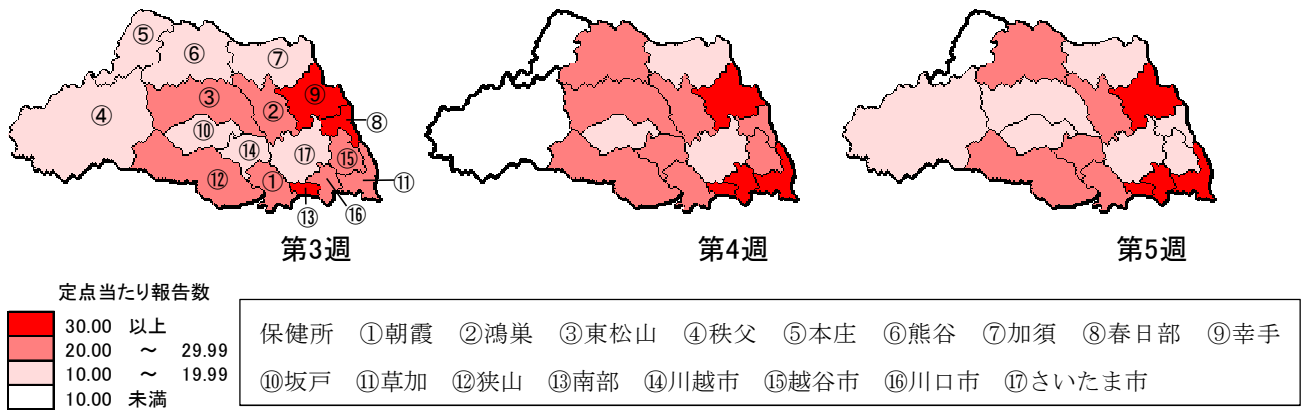 ⑤
⑥
⑦
④
③
②
⑨
⑧
⑩
⑭
⑰
⑮
⑫
①
⑪
⑬
⑯
第3週
第4週
第5週
定点当たり報告数
30.00 以上
20.00 ～ 29.99
10.00 ～ 19.99
10.00 未満
保健所 ①朝霞 ②鴻巣 ③東松山 ④秩父 ⑤本庄 ⑥熊谷 ⑦加須 ⑧春日部 ⑨幸手
⑩坂戸 ⑪草加 ⑫狭山 ⑬南部 ⑭川越市 ⑮越谷市 ⑯川口市 ⑰さいたま市